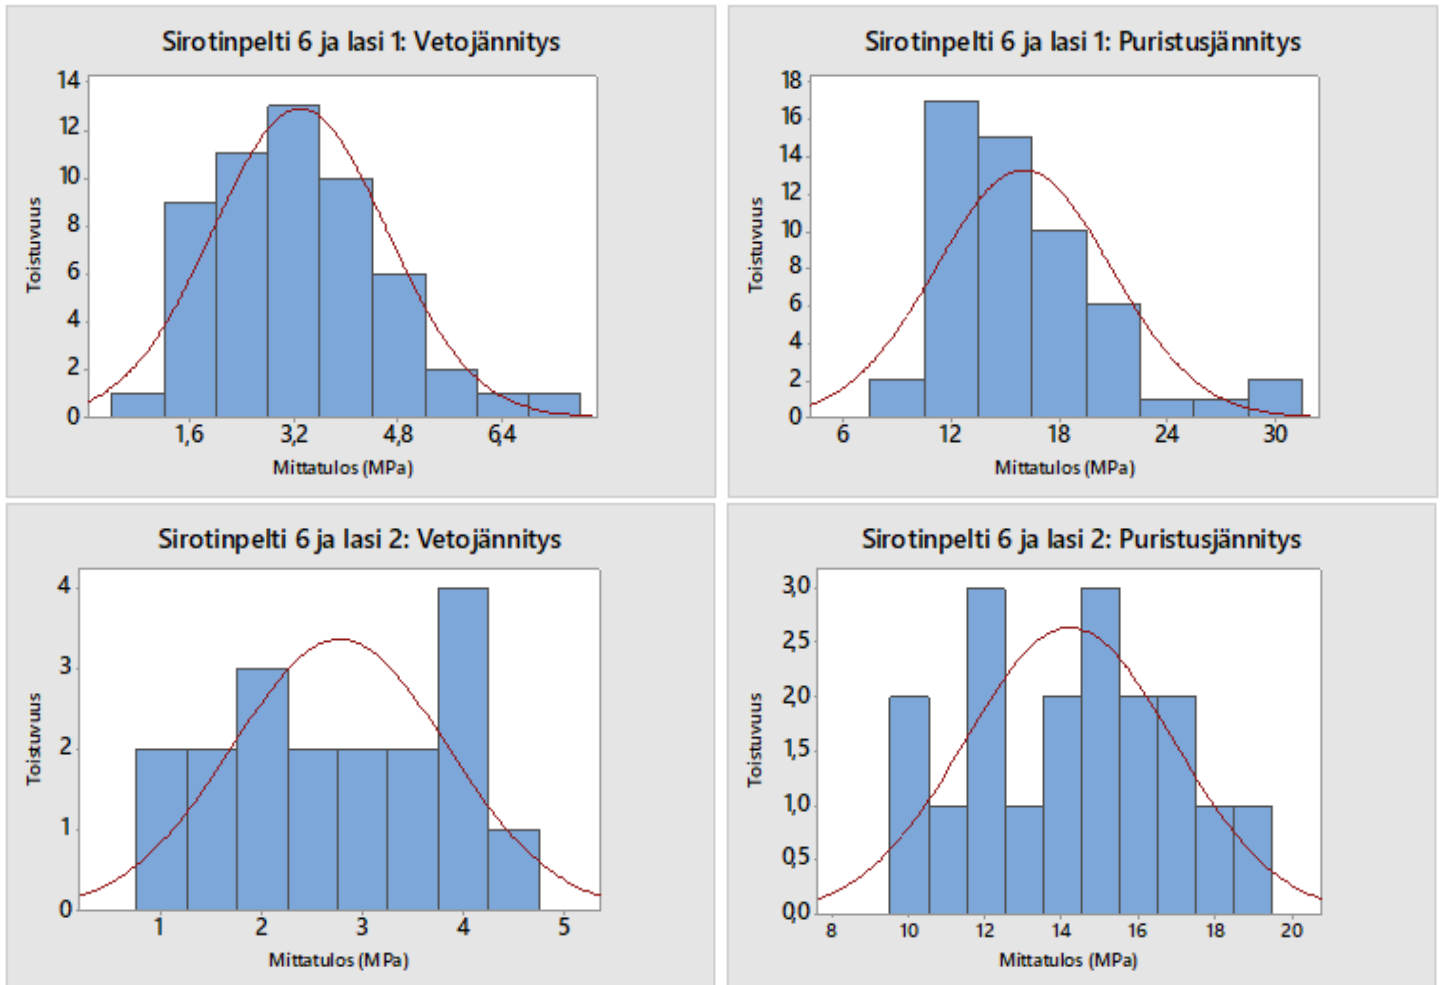 Sirotinpelti 6 ja lasi 1: Vetojännitys
14
12
10
8
6
4
2
0
Toistuvuus
1,6 3,2 4,8 6,4
Mittatulos (MPa)
Sirotinpelti 6 ja lasi 1: Puristusjännitys
18
16
14
12
10
8
6
4
2
0
Toistuvuus
6 12 18 24 30
Mittatulos (MPa)
Sirotinpelti 6 ja lasi 2: Vetojännitys
4
3
2
1
0
Toistuvuus
1 2 3 4 5
Mittatulos (MPa)
Sirotinpelti 6 ja lasi 2: Puristusjännitys
3,0
2,5
2,0
1,5
1,0
0,5
0,0
Toistuvuus
8 10 12 14 16 18 20
Mittatulos (MPa)